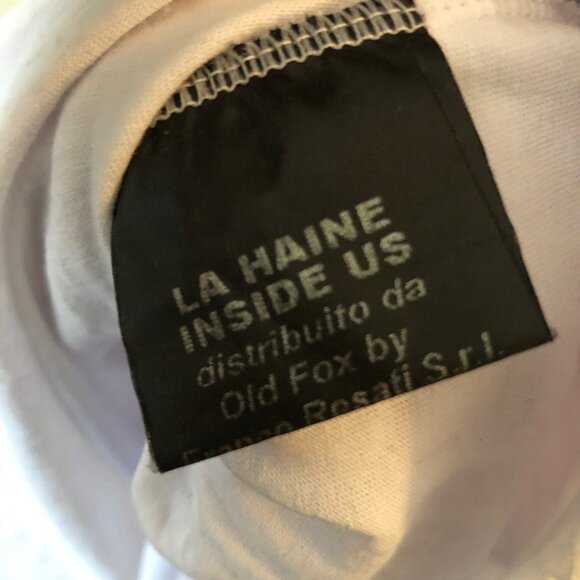 LA HAINE
INSIDE US
distribuito da
Old Fox by
Rosati S.r.l.